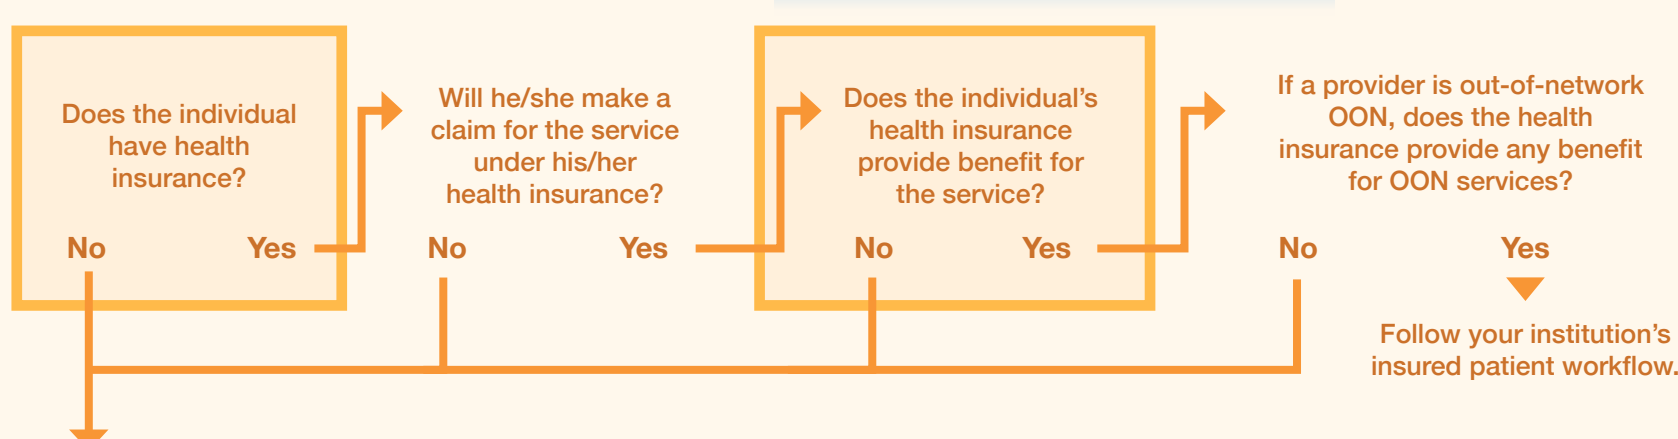 Does the individual
have health
insurance?
No Yes
Will he/she make a
claim for the service
under his/her
health insurance?
No Yes
Does the individual’s
health insurance
provide benefit for
the service?
No Yes
If a provider is out-of-network
OON, does the health
insurance provide any benefit
for OON services?
No Yes
Follow your institution’s
insured patient workflow.